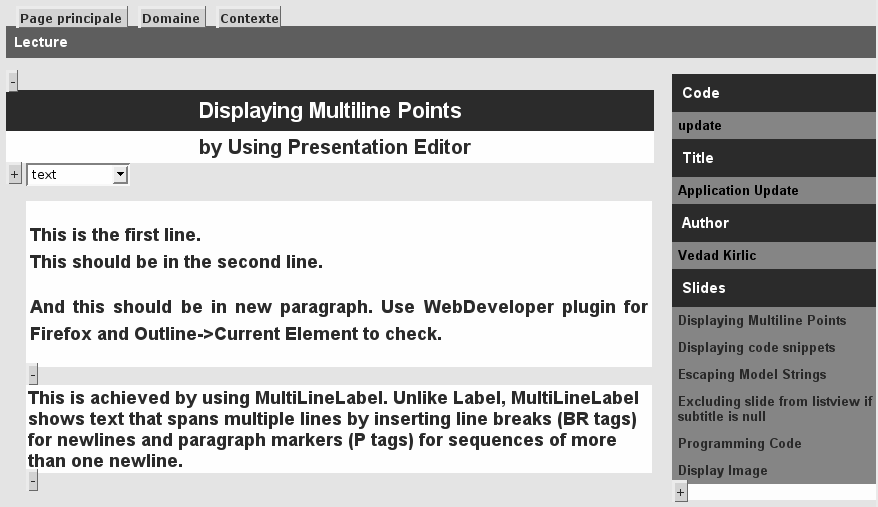 Page principale
Domaine
Contexte
Lecture
-
Displaying Multiline Points
by Using Presentation Editor
+
text
This is the first line.
This should be in the second line.
And this should be in new paragraph. Use WebDeveloper plugin for
Firefox and Outline->Current Element to check.
-
This is achieved by using MultiLineLabel. Unlike Label, MultiLineLabel
shows text that spans multiple lines by inserting line breaks (BR tags)
for newlines and paragraph markers (P tags) for sequences of more
than one newline.
-
Code
update
Title
Application Update
Author
Vedad Kirlic
Slides
Displaying Multiline Points
Displaying code snippets
Escaping Model Strings
Excluding slide from listview if
subtitle is null
Programming Code
Display Image
+